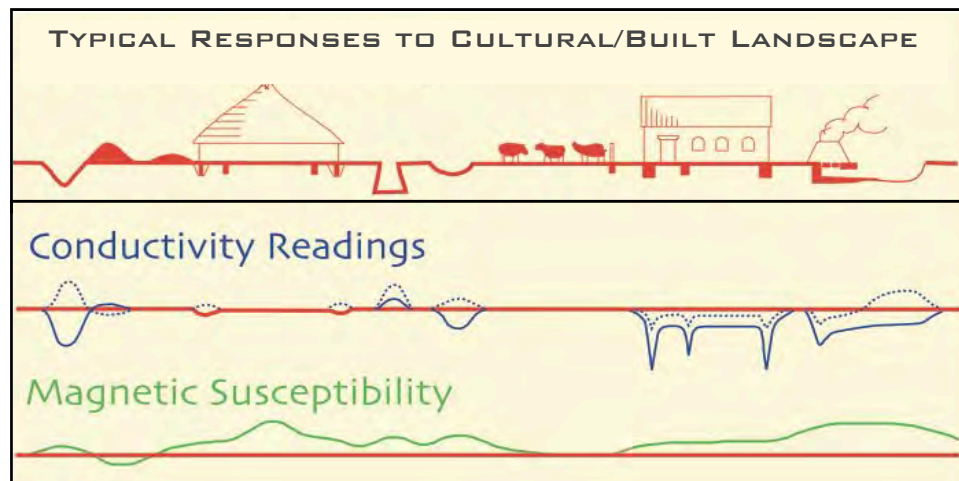 Typical Responses to Cultural/Built Landscape
Conductivity Readings
Magnetic Susceptibility